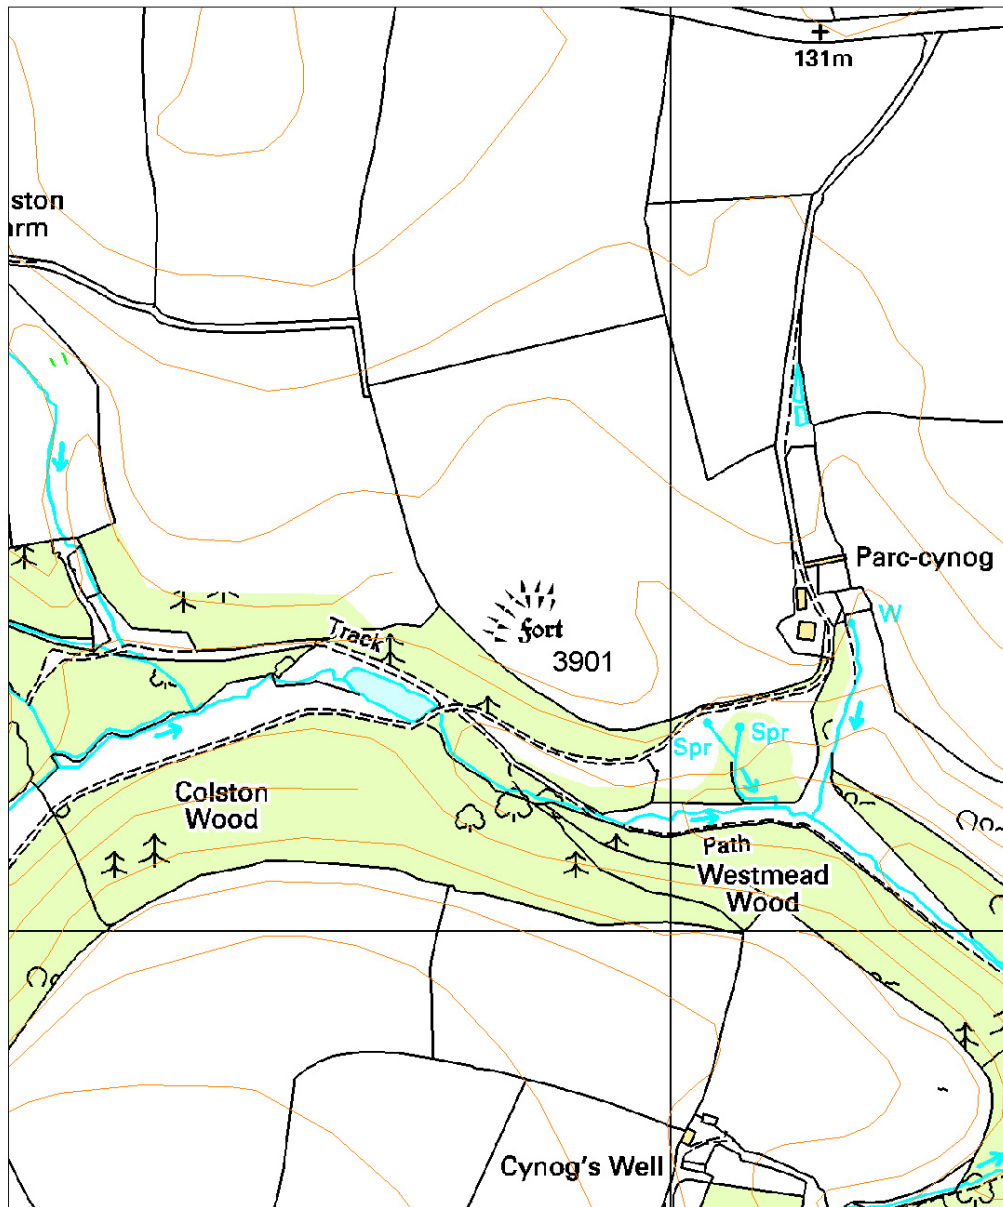 131m
ston
arm
Parc-cynog
W
Track
fort
3901
Spr
Spr
Colston
Wood
Path
Westmead
Wood
Cynog's Well